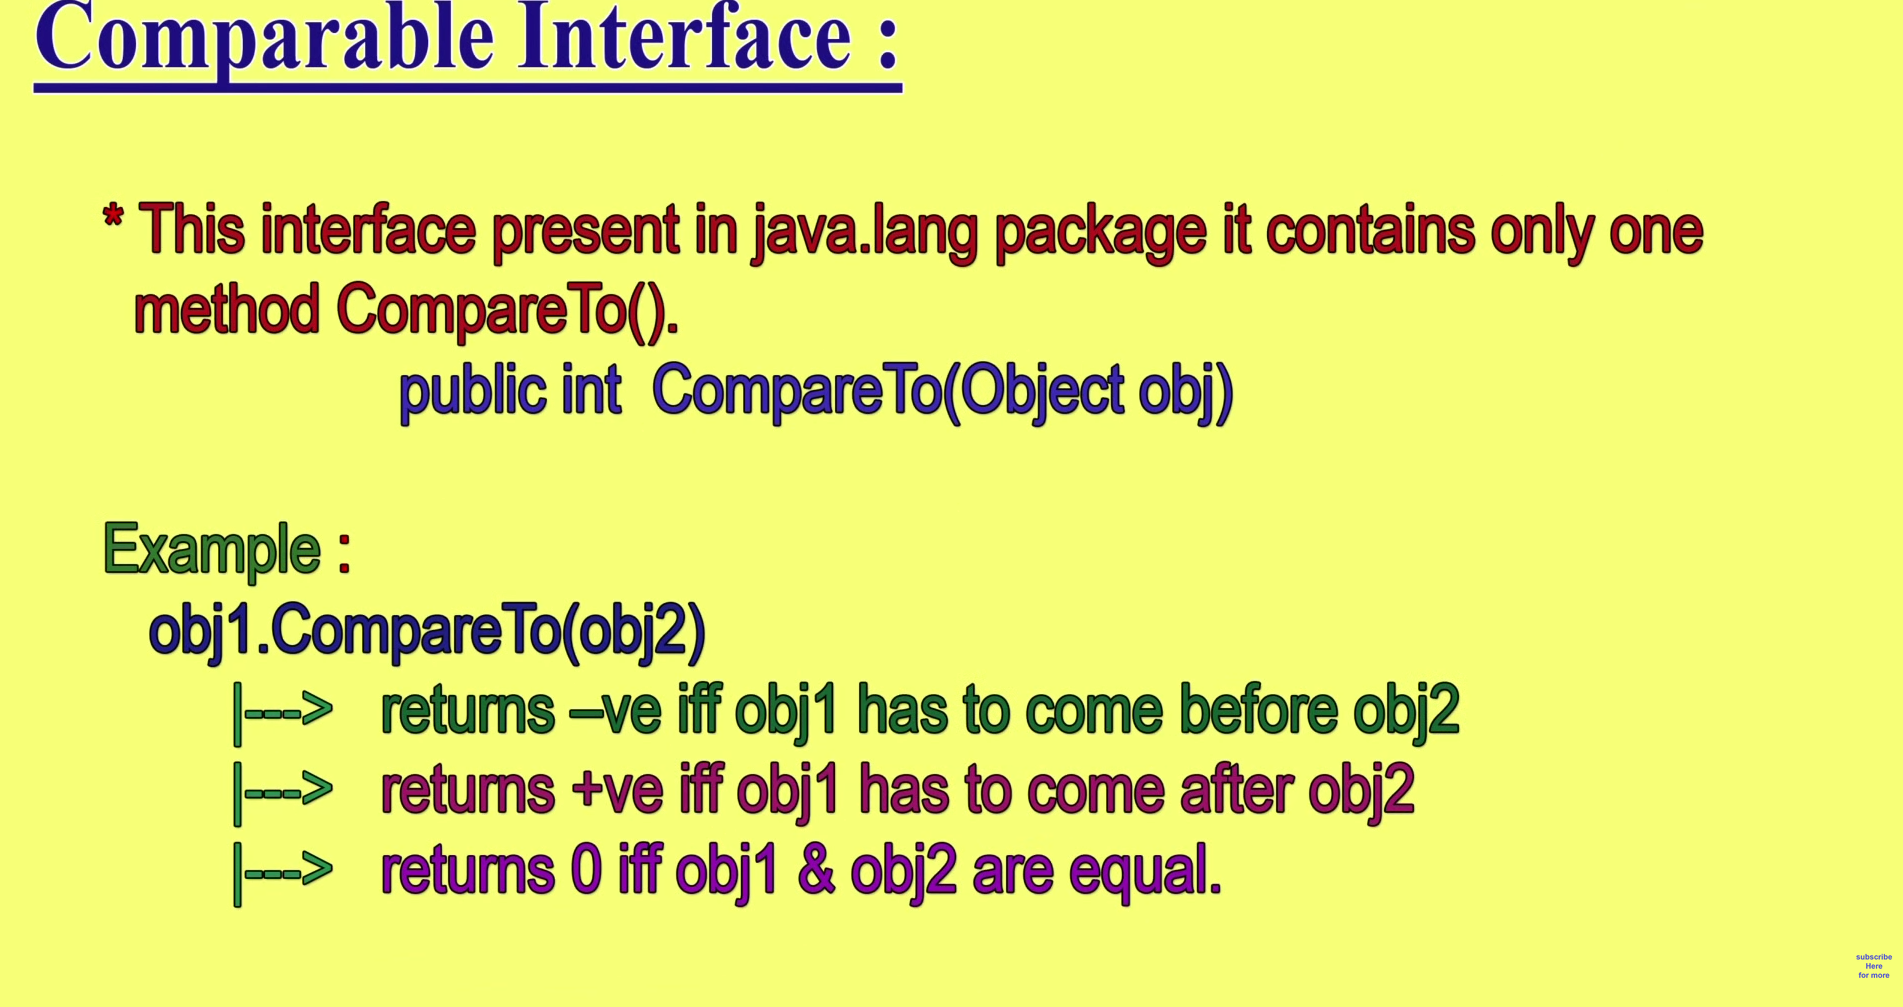 Comparable Interface :
* This interface present in java.lang package it contains only one
method CompareTo().
public int CompareTo(Object obj)
Example :
obj1.CompareTo(obj2)
|---> returns –ve iff obj1 has to come before obj2
|---> returns +ve iff obj1 has to come after obj2
|---> returns 0 iff obj1 & obj2 are equal.
subscribe
Here
for more